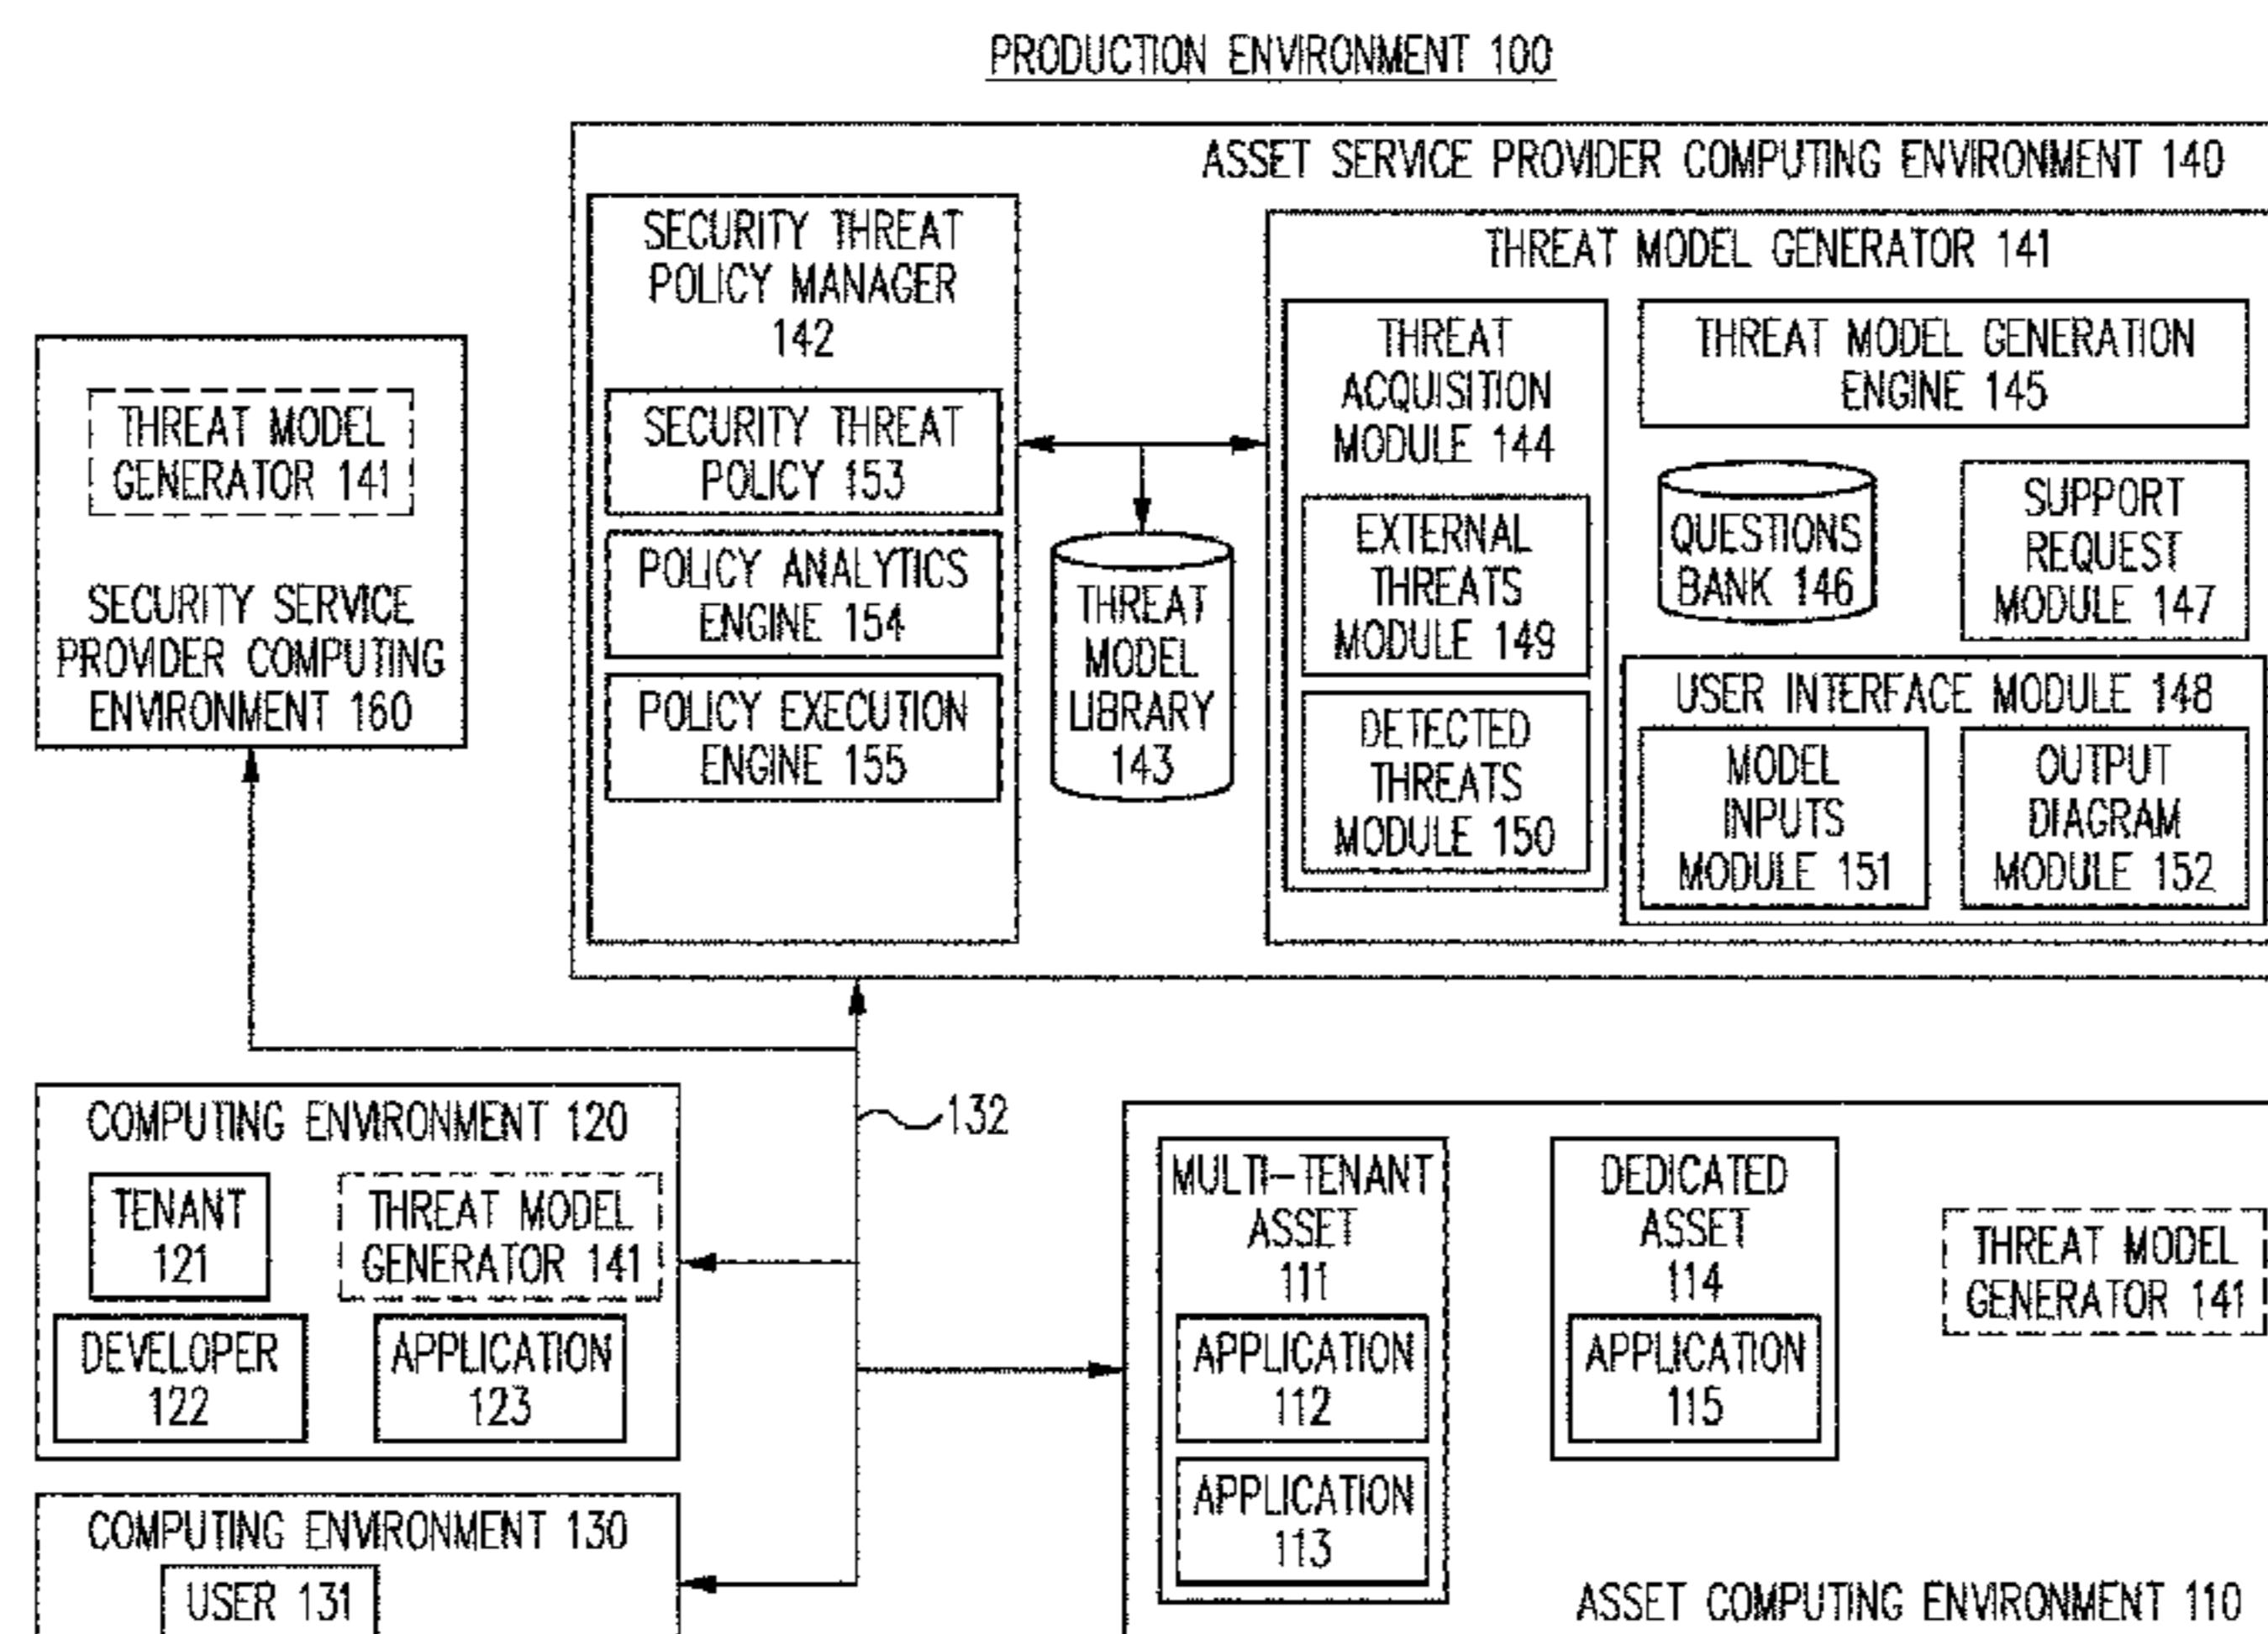 PRODUCTION ENVIRONMENT 100
ASSET SERVICE PROVIDER COMPUTING ENVIRONMENT 140
SECURITY THREAT
POLICY MANAGER
142
SECURITY THREAT
POLICY 153
POLICY ANALYTICS
ENGINE 154
POLICY EXECUTION
ENGINE 155
THREAT
MODEL
LIBRARY
143
THREAT MODEL GENERATOR 141
THREAT
ACQUISITION
MODULE 144
EXTERNAL
THREATS
MODULE 149
DETECTED
THREATS
MODULE 150
THREAT MODEL GENERATION
ENGINE 145
QUESTIONS
BANK 146
SUPPORT
REQUEST
MODULE 147
USER INTERFACE MODULE 148
MODEL
INPUTS
MODULE 151
OUTPUT
DIAGRAM
MODULE 152
THREAT MODEL
GENERATOR 141
SECURITY SERVICE
PROVIDER COMPUTING
ENVIRONMENT 160
132
COMPUTING ENVIRONMENT 120
TENANT
121
THREAT MODEL
GENERATOR 141
DEVELOPER
122
APPLICATION
123
COMPUTING ENVIRONMENT 130
USER 131
MULTI-TENANT
ASSET
111
APPLICATION
112
APPLICATION
113
DEDICATED
ASSET
114
APPLICATION
115
THREAT MODEL
GENERATOR 141
ASSET COMPUTING ENVIRONMENT 110